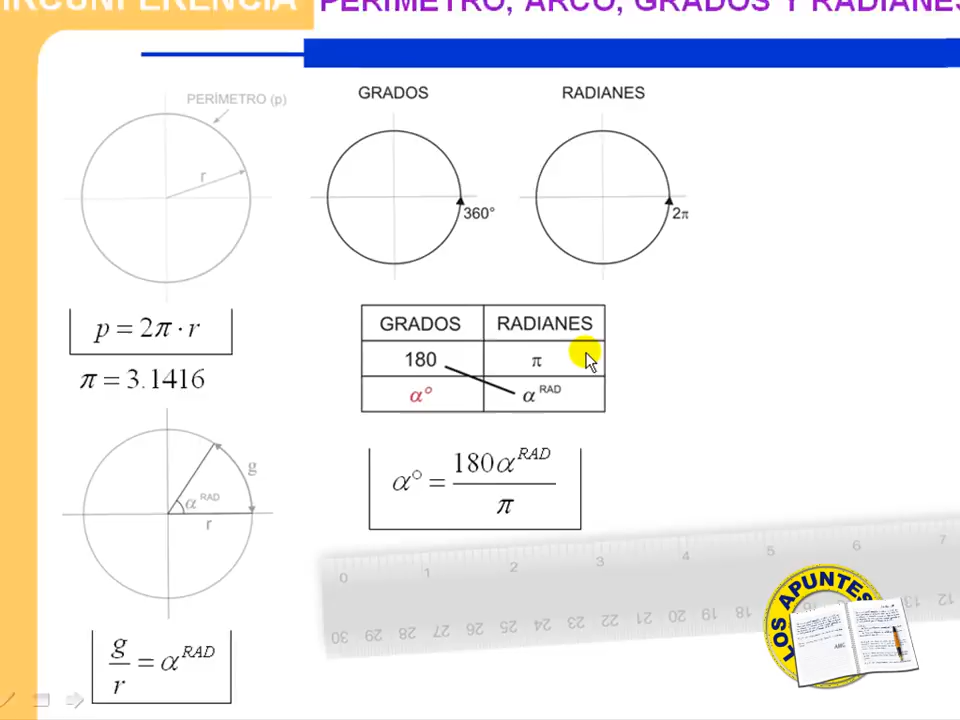 CIRCUNFERENCIA
PERÍMETRO, ARCO, GRADOS Y RADIANES
PERÍMETRO (p)
r
GRADOS
360°
RADIANES
2π
p = 2π · r
π = 3.1416
GRADOS RADIANES
180 π
α° α RAD
α° = 180α RAD / π
g
α RAD
r
g / r = α RAD
0 1 2 3 4 5 6 7
30 29 28 27 26 25 24 23 22 21 20 19 18 13 12
LOS APUNTES
ABC